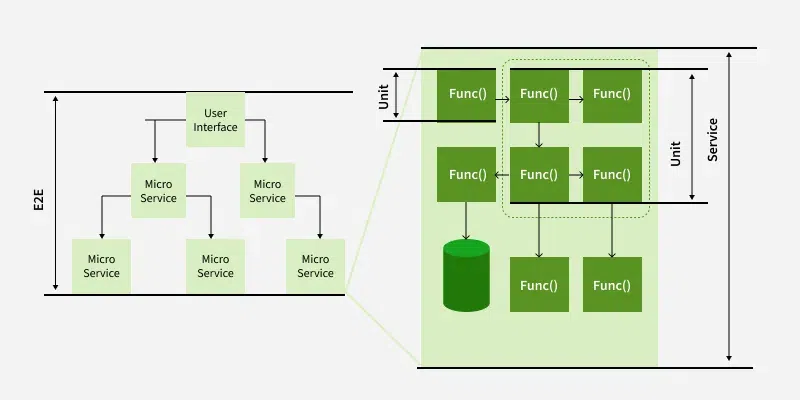 E2E
User
Interface
Micro
Service
Micro
Service
Micro
Service
Micro
Service
Micro
Service
Unit
Func()
Func()
Func()
Func()
Func()
Func()
Func()
Func()
Unit
Service